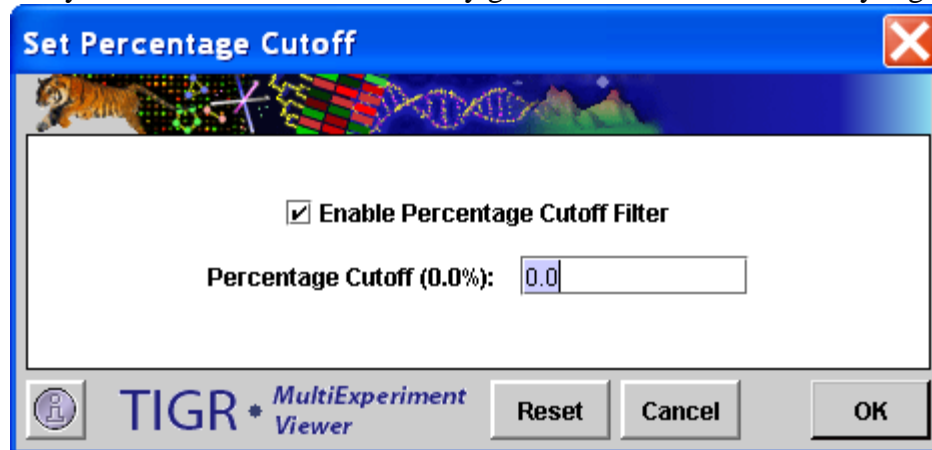 Set Percentage Cutoff
Enable Percentage Cutoff Filter
Percentage Cutoff (0.0%): 0.0
TIGR * MultiExperiment
Viewer
Reset Cancel OK